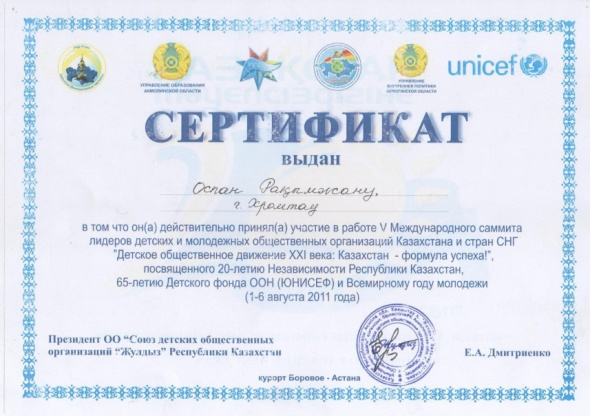 УПРАВЛЕНИЕ ОБРАЗОВАНИЯ
АКМОЛИНСКОЙ ОБЛАСТИ
УПРАВЛЕНИЕ
ВНУТРЕННЕЙ ПОЛИТИКИ
АКМОЛИНСКОЙ ОБЛАСТИ
unicef
СЕРТИФИКАТ
выдан
Оспан Рақымжану,
г. Хромтау
в том что он(а) действительно принял(а) участие в работе V Международного саммита
лидеров детских и молодежных общественных организаций Казахстана и стран СНГ
"Детское общественное движение XXI века: Казахстан - формула успеха!",
посвященного 20-летию Независимости Республики Казахстан,
65-летию Детского фонда ООН (ЮНИСЕФ) и Всемирному году молодежи
(1-6 августа 2011 года)
Президент ОО "Союз детских общественных
организаций "Жулдыз" Республики Казахстан
Е.А. Дмитриенко
курорт Боровое - Астана